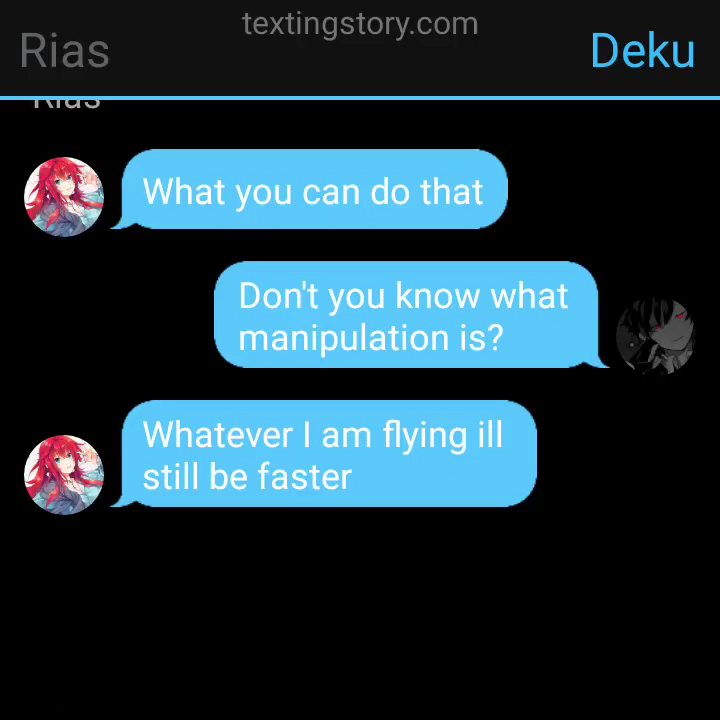 textingstory.com
Rias
Deku
Rias
What you can do that
Don't you know what
manipulation is?
Whatever I am flying ill
still be faster